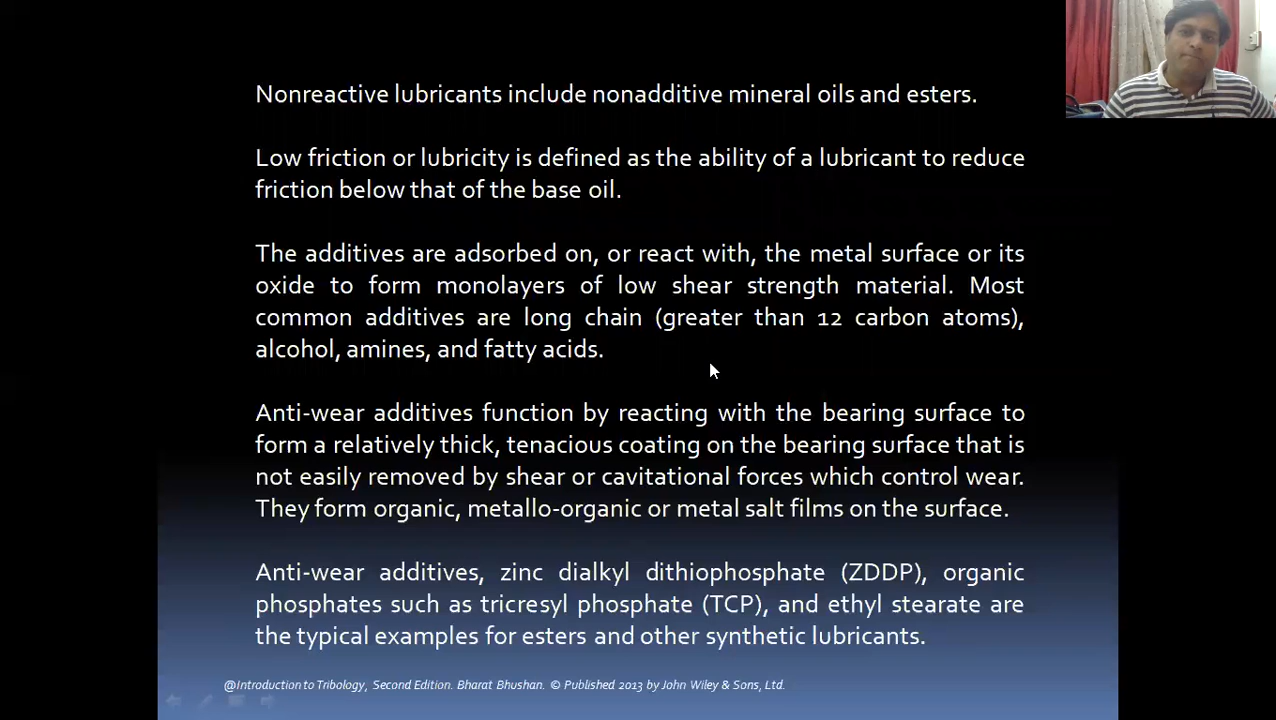 Nonreactive lubricants include nonadditive mineral oils and esters.
Low friction or lubricity is defined as the ability of a lubricant to reduce
friction below that of the base oil.
The additives are adsorbed on, or react with, the metal surface or its
oxide to form monolayers of low shear strength material. Most
common additives are long chain (greater than 12 carbon atoms),
alcohol, amines, and fatty acids.
Anti-wear additives function by reacting with the bearing surface to
form a relatively thick, tenacious coating on the bearing surface that is
not easily removed by shear or cavitational forces which control wear.
They form organic, metallo-organic or metal salt films on the surface.
Anti-wear additives, zinc dialkyl dithiophosphate (ZDDP), organic
phosphates such as tricresyl phosphate (TCP), and ethyl stearate are
the typical examples for esters and other synthetic lubricants.
@Introduction to Tribology, Second Edition. Bharat Bhushan. © Published 2013 by John Wiley & Sons, Ltd.